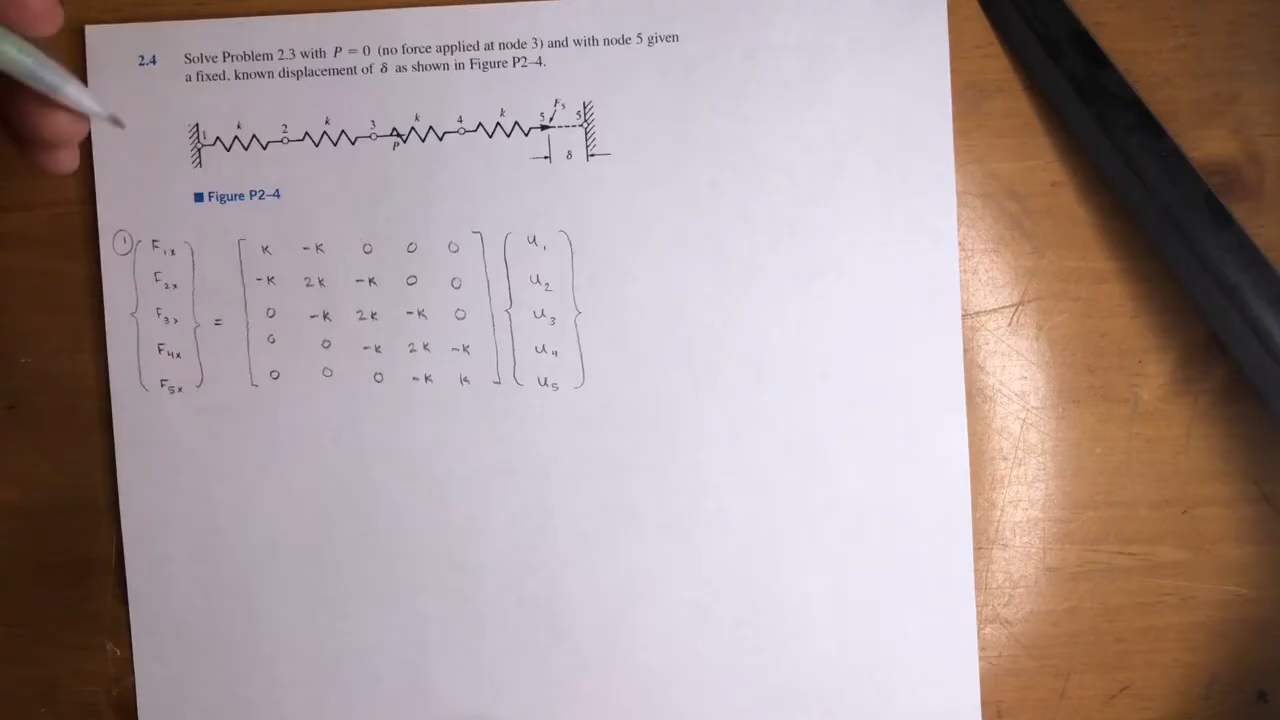 2.4 Solve Problem 2.3 with P = 0 (no force applied at node 3) and with node 5 given
a fixed, known displacement of δ as shown in Figure P2–4.
k k k k
1 2 3 4 5 F5 5
P
δ
■ Figure P2–4
① F1x K -K 0 0 0 u1
F2x -K 2K -K 0 0 u2
F3x = 0 -K 2K -K 0 u3
F4x 0 0 -K 2K -K u4
F5x 0 0 0 -K K u5